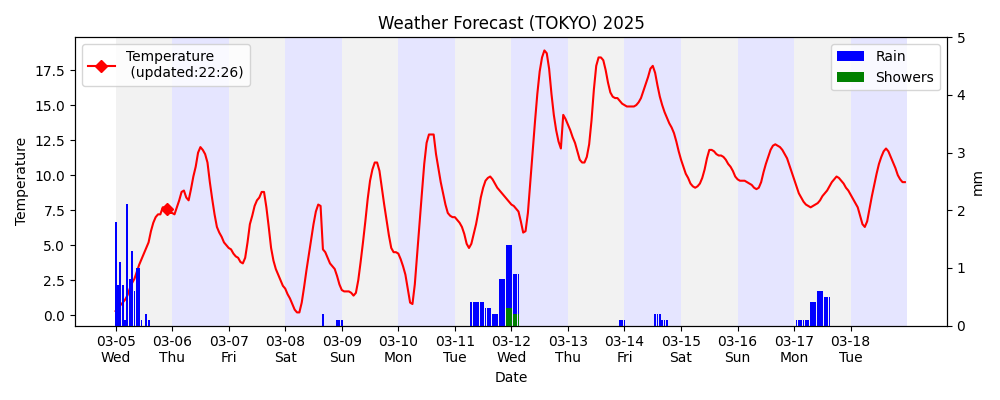 Weather Forecast (TOKYO) 2025
Temperature
(updated:22:26)
Rain
Showers
Temperature
17.5
15.0
12.5
10.0
7.5
5.0
2.5
0.0
5
4
3
2
1
0
mm
03-05 03-06 03-07 03-08 03-09 03-10 03-11 03-12 03-13 03-14 03-15 03-16 03-17 03-18
Wed Thu Fri Sat Sun Mon Tue Wed Thu Fri Sat Sun Mon Tue
Date